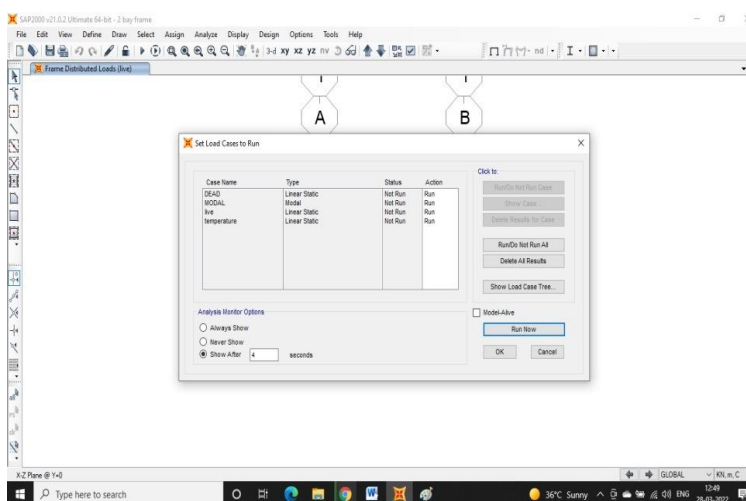 SAP2000 v21.0.2 Ultimate 64-bit - 2 bay frame
File Edit View Define Draw Select Assign Analyze Display Design Options Tools Help
3-d xy xz yz nv
nd
Frame Distributed Loads (live)
A B
Set Load Cases to Run
Case Name Type Status Action
DEAD Linear Static Not Run Run
MODAL Modal Not Run Run
live Linear Static Not Run Run
temperature Linear Static Not Run Run
Click to:
Run/Do Not Run Case
Show Case...
Delete Results for Case
Run/Do Not Run All
Delete All Results
Show Load Case Tree...
Analysis Monitor Options
Always Show
Never Show
Show After 4 seconds
Model-Alive
Run Now
OK Cancel
X-Z Plane @ Y=0
GLOBAL KN, m, C
Type here to search
36°C Sunny
ENG
12:49
28-03-2022